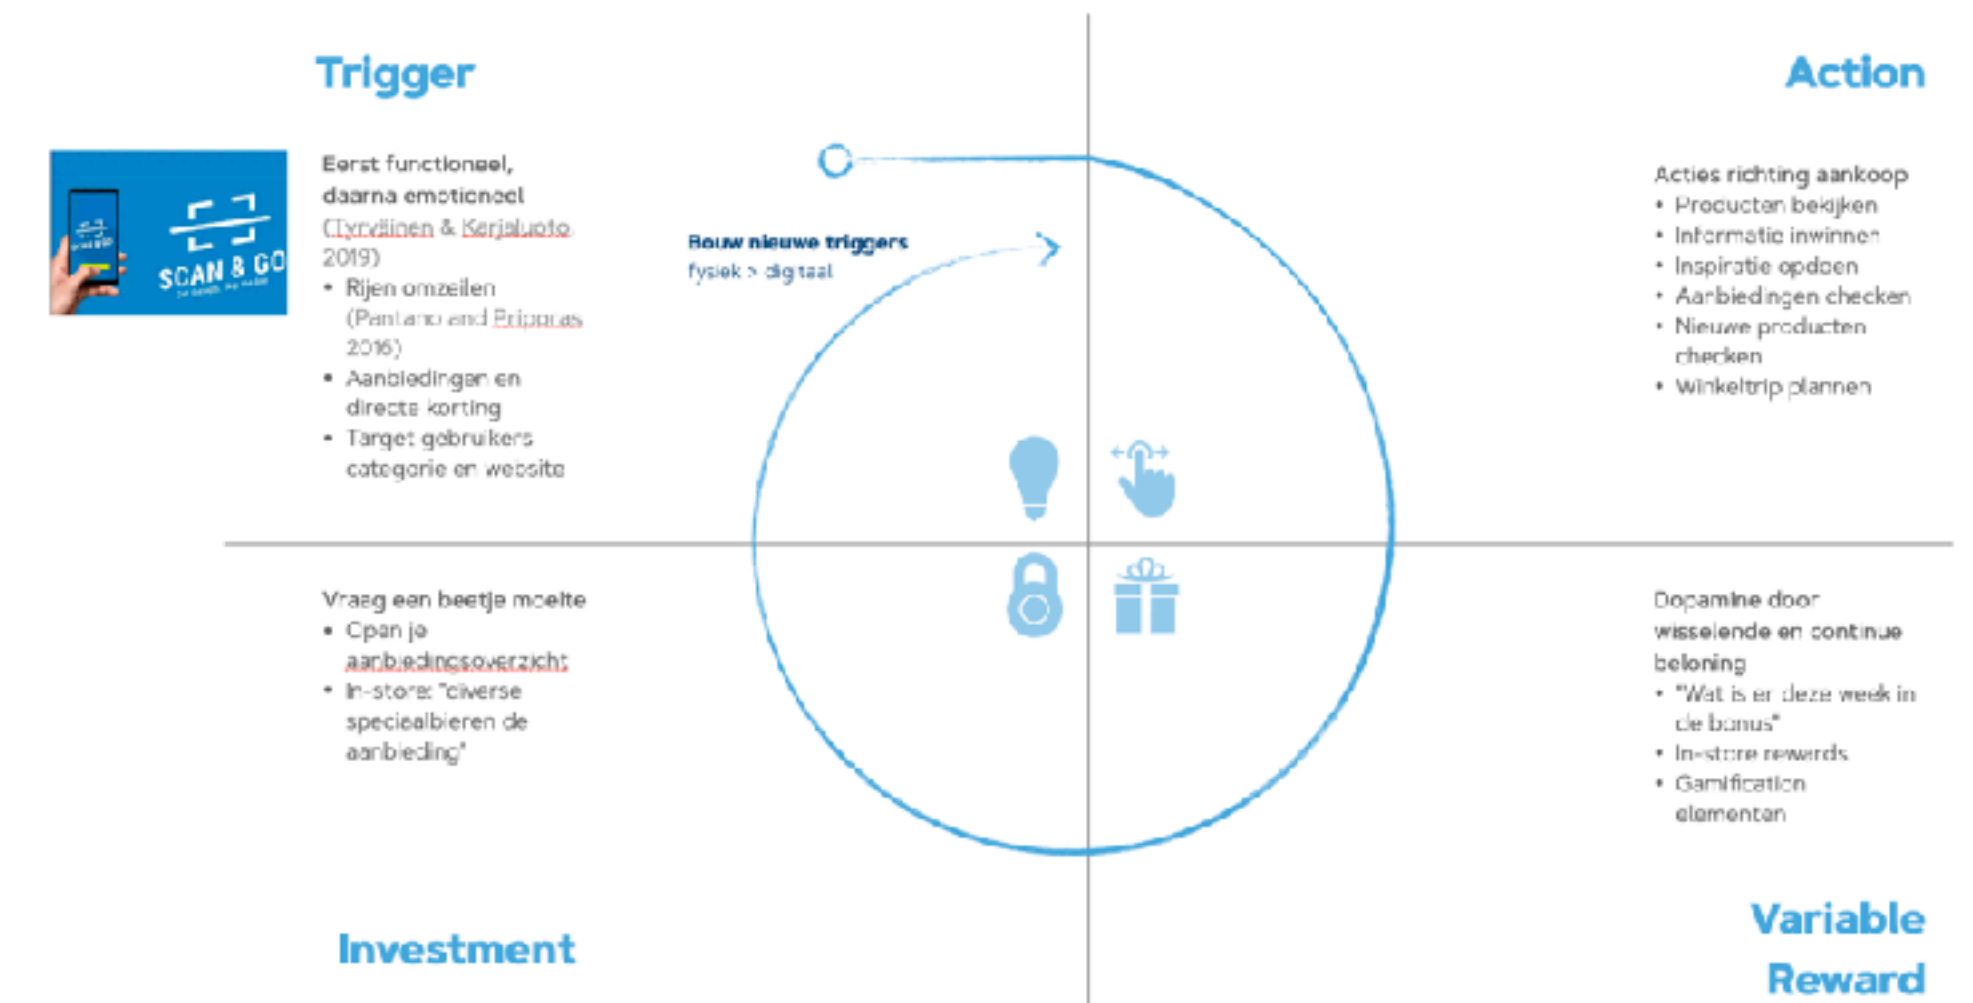 Trigger
SCAN & GO
Eerst functioneel,
daarna emotioneel
(Tyrväinen & Karjaluoto,
2019)
• Rijen omzeilen
(Pantano and Priporas
2016)
• Aanbiedingen en
directe korting
• Target gebruikers
categorie en website
Bouw nieuwe triggers
fysiek > digitaal
Action
Acties richting aankoop
• Producten bekijken
• Informatie inwinnen
• Inspiratie opdoen
• Aanbiedingen checken
• Nieuwe producten
checken
• Winkeltrip plannen
Vraag een beetje moeite
• Open je
aanbiedingsoverzicht
• In-store: "diverse
speciaalbieren de
aanbieding"
Investment
Dopamine door
wisselende en continue
beloning
• "Wat is er deze week in
de bonus"
• In-store rewards
• Gamification
elementen
Variable
Reward